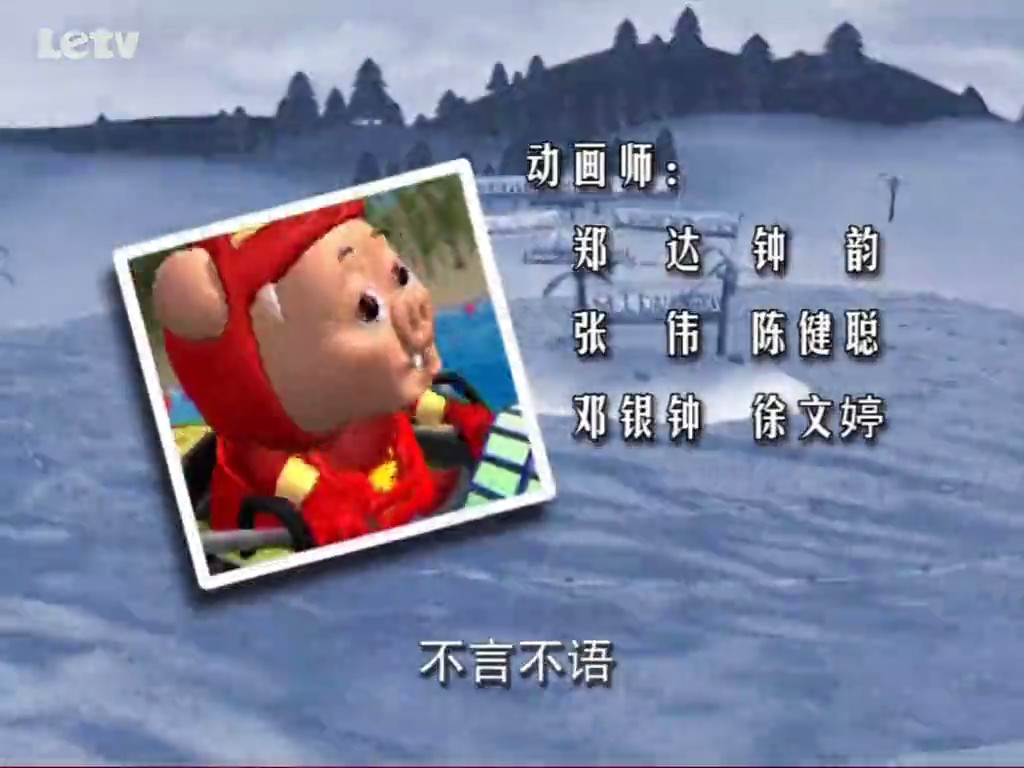 Letv
动画师：
郑 达 钟 韵
张 伟 陈健聪
邓银钟 徐文婷
不言不语